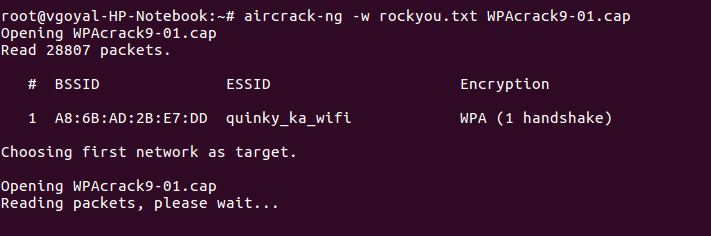 root@vgoyal-HP-Notebook:~# aircrack-ng -w rockyou.txt WPAcrack9-01.cap
Opening WPAcrack9-01.cap
Read 28807 packets.
# BSSID ESSID Encryption
1 A8:6B:AD:2B:E7:DD quinky_ka_wifi WPA (1 handshake)
Choosing first network as target.
Opening WPAcrack9-01.cap
Reading packets, please wait...